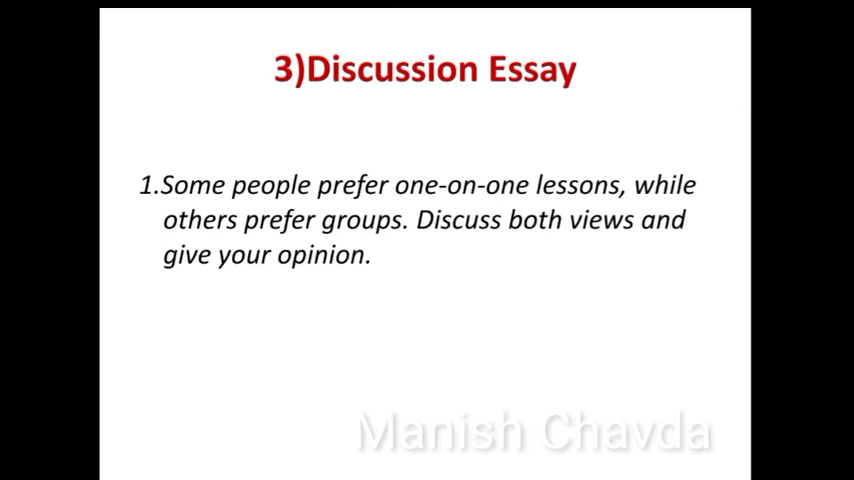 3)Discussion Essay
1.Some people prefer one-on-one lessons, while
others prefer groups. Discuss both views and
give your opinion.
Manish Chavda